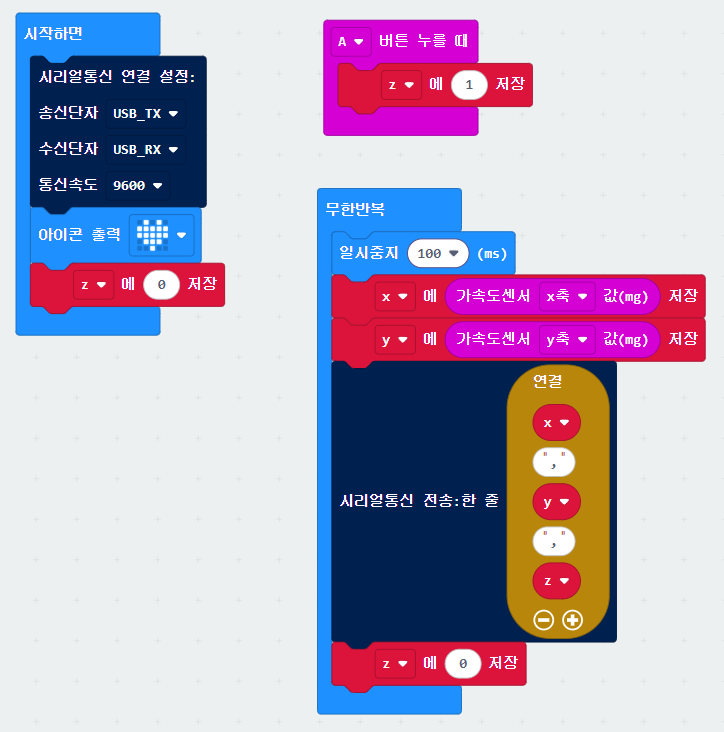 시작하면
시리얼통신 연결 설정:
송신단자 USB_TX
수신단자 USB_RX
통신속도 9600
아이콘 출력
z 에 0 저장
A 버튼 누를 때
z 에 1 저장
무한반복
일시중지 100 (ms)
x 에 가속도센서 x축 값(mg) 저장
y 에 가속도센서 y축 값(mg) 저장
시리얼통신 전송:한 줄
연결
x
","
y
","
z
z 에 0 저장